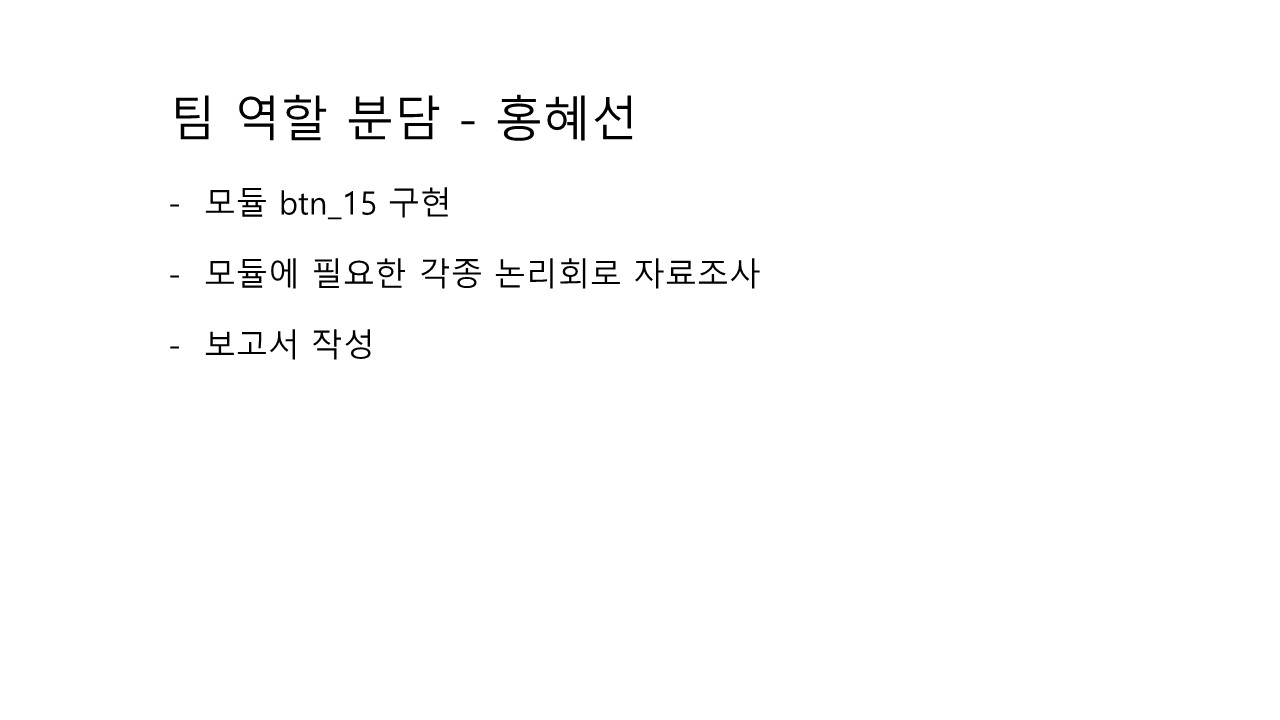 팀 역할 분담 - 홍혜선
- 모듈 btn_15 구현
- 모듈에 필요한 각종 논리회로 자료조사
- 보고서 작성